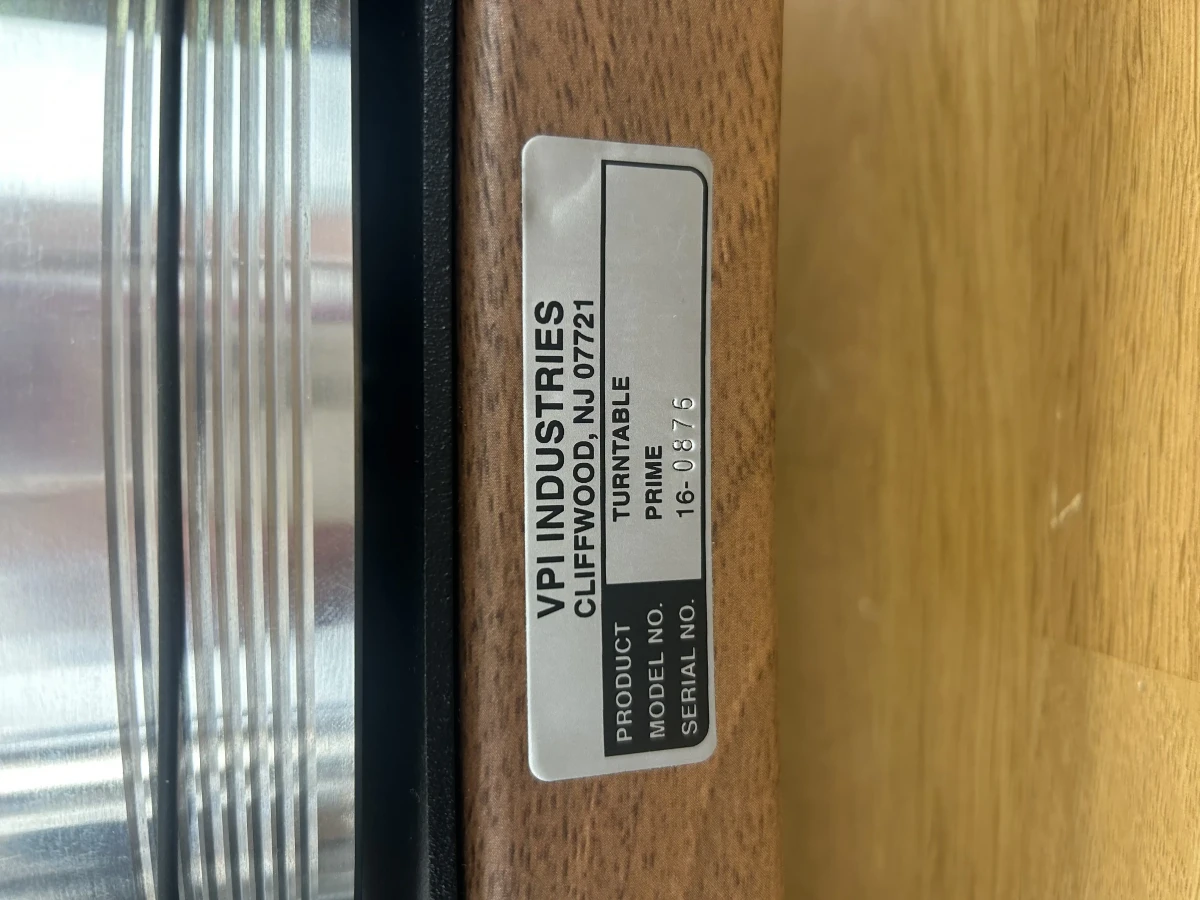 VPI INDUSTRIES
CLIFFWOOD, NJ 07721
PRODUCT TURNTABLE
MODEL NO. PRIME
SERIAL NO. 16-0876